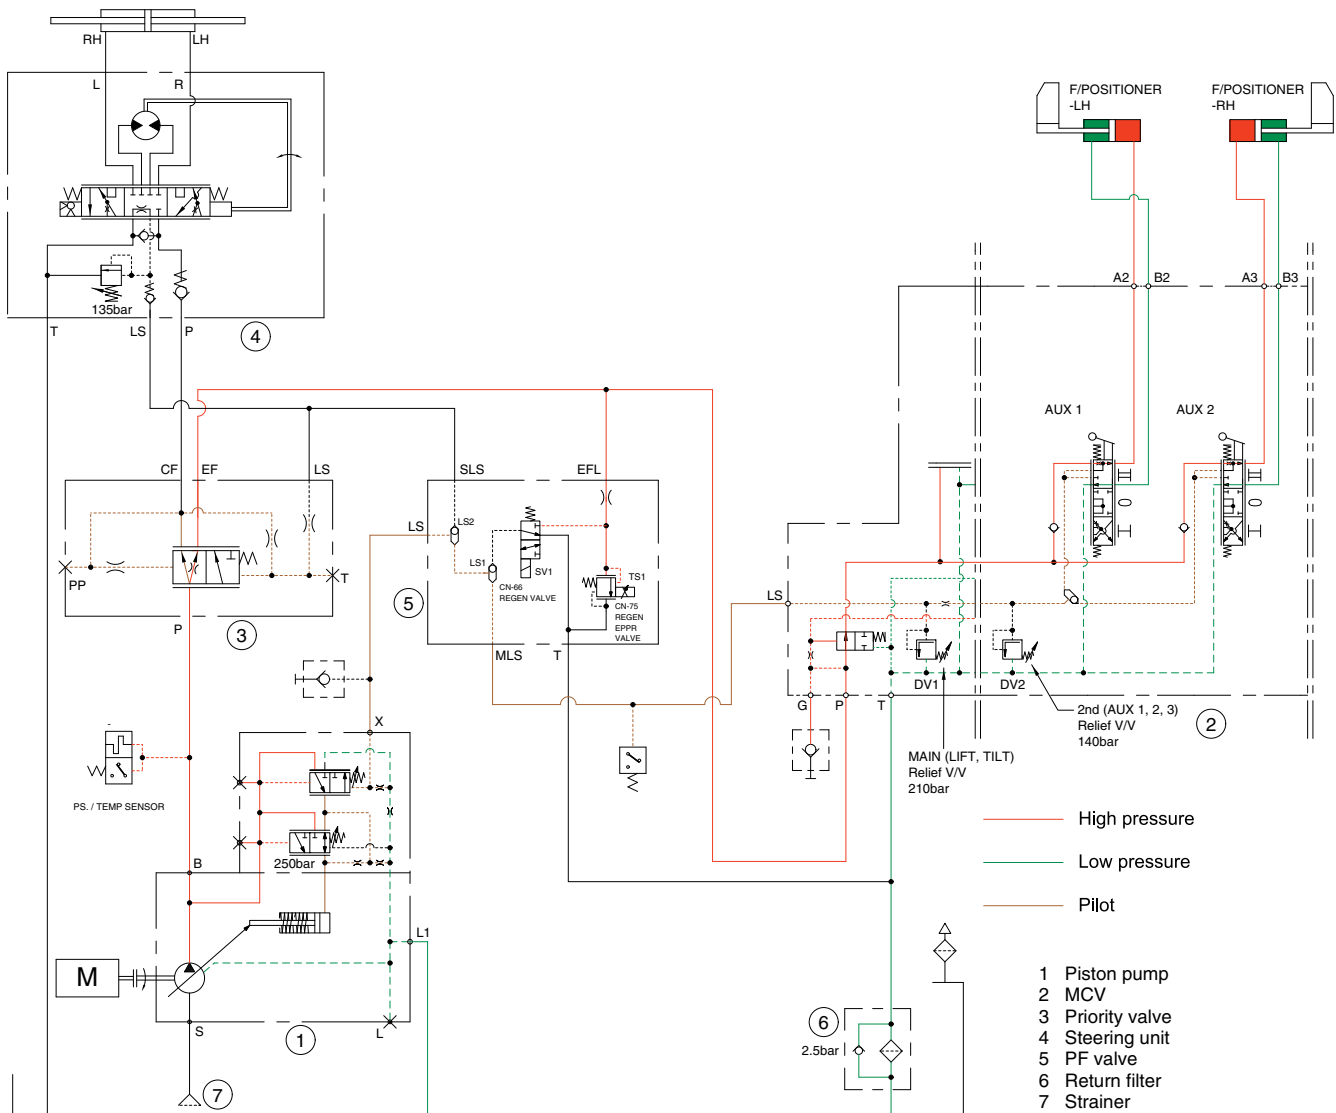 RH
LH
L
R
F/POSITIONER
-LH
F/POSITIONER
-RH
135bar
T
LS
P
4
A2
B2
A3
B3
AUX 1
AUX 2
CF
EF
LS
SLS
EFL
LS
LS2
LS1
SV1
CN-66
REGEN VALVE
TS1
CN-75
REGEN
EPPR
VALVE
PP
T
P
3
5
MLS
T
LS
DV1
DV2
G
P
T
2nd (AUX 1, 2, 3)
Relief V/V
140bar
2
MAIN (LIFT, TILT)
Relief V/V
210bar
X
PS. / TEMP SENSOR
250bar
B
L1
M
S
L
1
7
6
2.5bar
High pressure
Low pressure
Pilot
1 Piston pump
2 MCV
3 Priority valve
4 Steering unit
5 PF valve
6 Return filter
7 Strainer